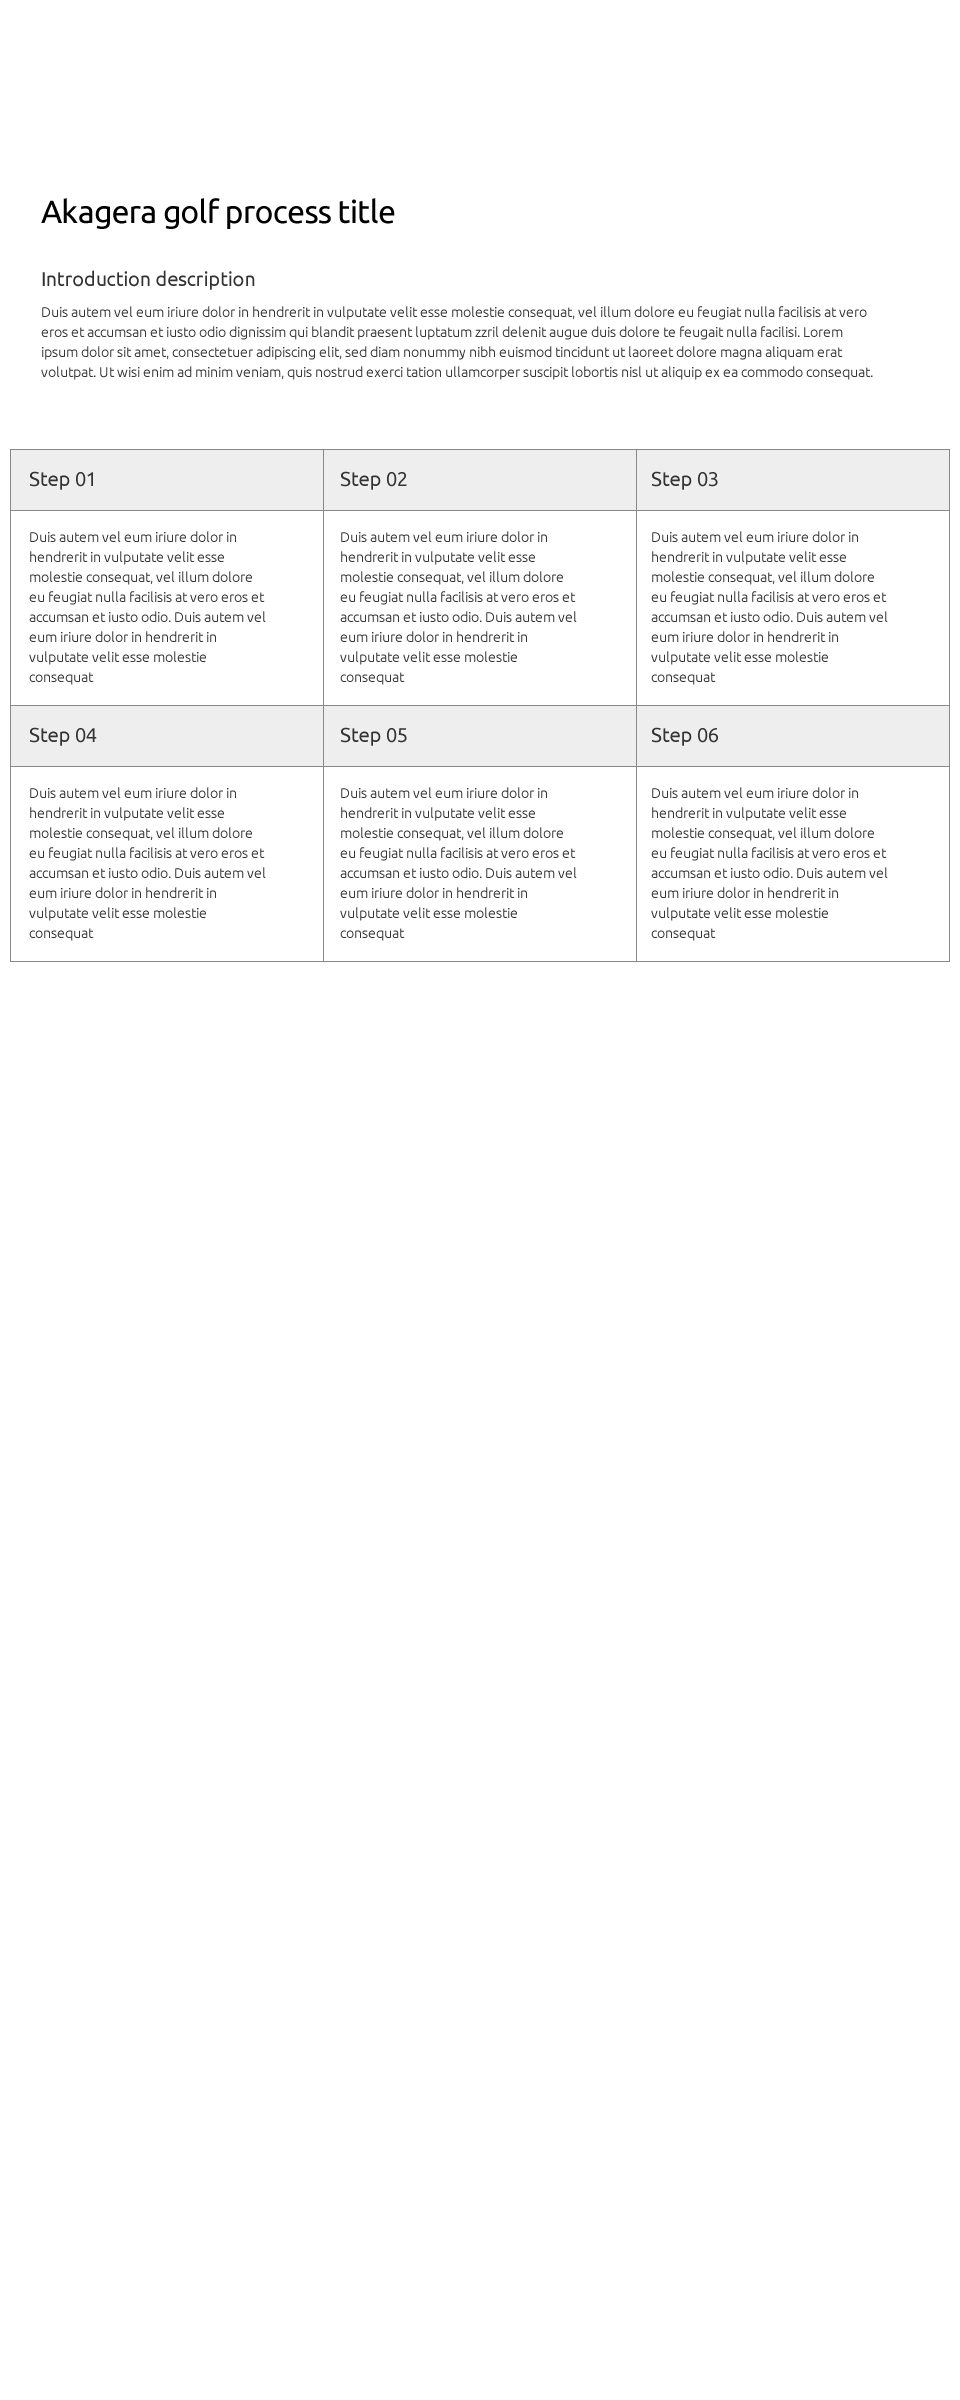 Akagera golf process title
Introduction description
Duis autem vel eum iriure dolor in hendrerit in vulputate velit esse molestie consequat, vel illum dolore eu feugiat nulla facilisis at vero
eros et accumsan et iusto odio dignissim qui blandit praesent luptatum zzril delenit augue duis dolore te feugait nulla facilisi. Lorem
ipsum dolor sit amet, consectetuer adipiscing elit, sed diam nonummy nibh euismod tincidunt ut laoreet dolore magna aliquam erat
volutpat. Ut wisi enim ad minim veniam, quis nostrud exerci tation ullamcorper suscipit lobortis nisl ut aliquip ex ea commodo consequat.
Step 01
Duis autem vel eum iriure dolor in
hendrerit in vulputate velit esse
molestie consequat, vel illum dolore
eu feugiat nulla facilisis at vero eros et
accumsan et iusto odio. Duis autem vel
eum iriure dolor in hendrerit in
vulputate velit esse molestie
consequat
Step 02
Duis autem vel eum iriure dolor in
hendrerit in vulputate velit esse
molestie consequat, vel illum dolore
eu feugiat nulla facilisis at vero eros et
accumsan et iusto odio. Duis autem vel
eum iriure dolor in hendrerit in
vulputate velit esse molestie
consequat
Step 03
Duis autem vel eum iriure dolor in
hendrerit in vulputate velit esse
molestie consequat, vel illum dolore
eu feugiat nulla facilisis at vero eros et
accumsan et iusto odio. Duis autem vel
eum iriure dolor in hendrerit in
vulputate velit esse molestie
consequat
Step 04
Duis autem vel eum iriure dolor in
hendrerit in vulputate velit esse
molestie consequat, vel illum dolore
eu feugiat nulla facilisis at vero eros et
accumsan et iusto odio. Duis autem vel
eum iriure dolor in hendrerit in
vulputate velit esse molestie
consequat
Step 05
Duis autem vel eum iriure dolor in
hendrerit in vulputate velit esse
molestie consequat, vel illum dolore
eu feugiat nulla facilisis at vero eros et
accumsan et iusto odio. Duis autem vel
eum iriure dolor in hendrerit in
vulputate velit esse molestie
consequat
Step 06
Duis autem vel eum iriure dolor in
hendrerit in vulputate velit esse
molestie consequat, vel illum dolore
eu feugiat nulla facilisis at vero eros et
accumsan et iusto odio. Duis autem vel
eum iriure dolor in hendrerit in
vulputate velit esse molestie
consequat